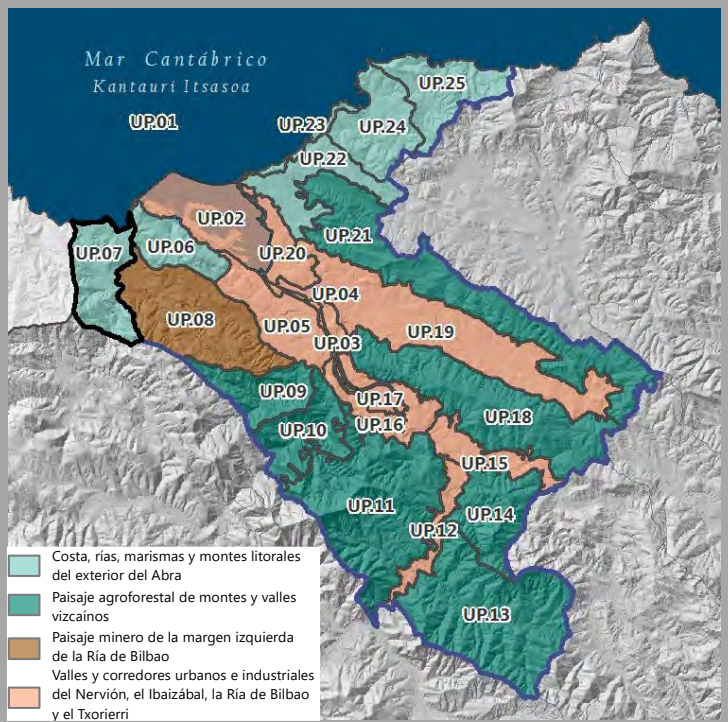 Mar Cantábrico
Kantauri Itsasoa
UP.01
UP.25
UP.23
UP.24
UP.22
UP.02
UP.21
UP.07
UP.06
UP.20
UP.04
UP.08
UP.05
UP.19
UP.03
UP.09
UP.17
UP.18
UP.16
UP.10
UP.15
UP.11
UP.14
UP.12
UP.13
Costa, rías, marismas y montes litorales
del exterior del Abra
Paisaje agroforestal de montes y valles
vizcaínos
Paisaje minero de la margen izquierda
de la Ría de Bilbao
Valles y corredores urbanos e industriales
del Nervión, el Ibaizábal, la Ría de Bilbao
y el Txorierri